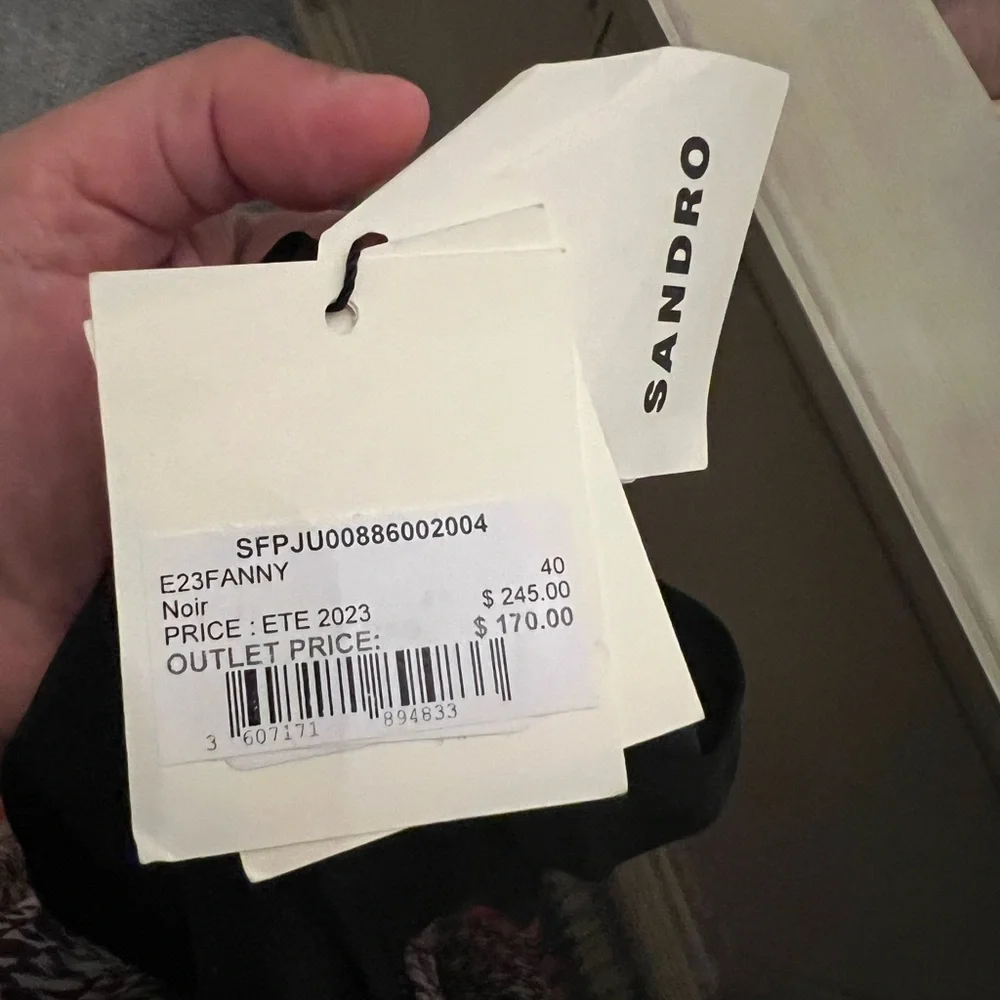 SANDRO
SFPJU00886002004
E23FANNY 40
Noir $ 245.00
PRICE : ETE 2023 $ 170.00
OUTLET PRICE:
3 607171 894833